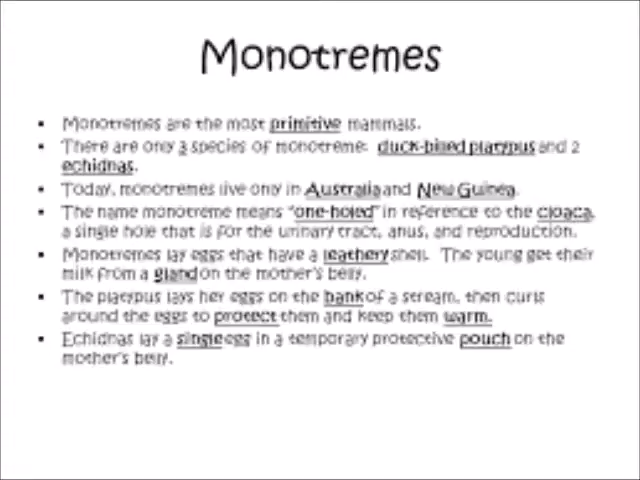 Monotremes
• Monotremes are the most primitive mammals.
• There are only 3 species of monotreme: duck-billed platypus and 2
echidnas.
• Today, monotremes live only in Australia and New Guinea.
• The name monotreme means "one-holed" in reference to the cloaca,
a single hole that is for the urinary tract, anus, and reproduction.
• Monotremes lay eggs that have a leathery shell. The young get their
milk from a gland on the mother's belly.
• The platypus lays her eggs on the bank of a stream, then curls
around the eggs to protect them and keep them warm.
• Echidnas lay a single egg in a temporary protective pouch on the
mother's belly.